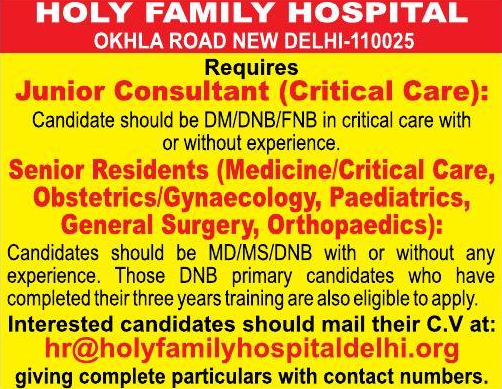 HOLY FAMILY HOSPITAL
OKHLA ROAD NEW DELHI-110025
Requires
Junior Consultant (Critical Care):
Candidate should be DM/DNB/FNB in critical care with
or without experience.
Senior Residents (Medicine/Critical Care,
Obstetrics/Gynaecology, Paediatrics,
General Surgery, Orthopaedics):
Candidates should be MD/MS/DNB with or without any
experience. Those DNB primary candidates who have
completed their three years training are also eligible to apply.
Interested candidates should mail their C.V at:
hr@holyfamilyhospitaldelhi.org
giving complete particulars with contact numbers.